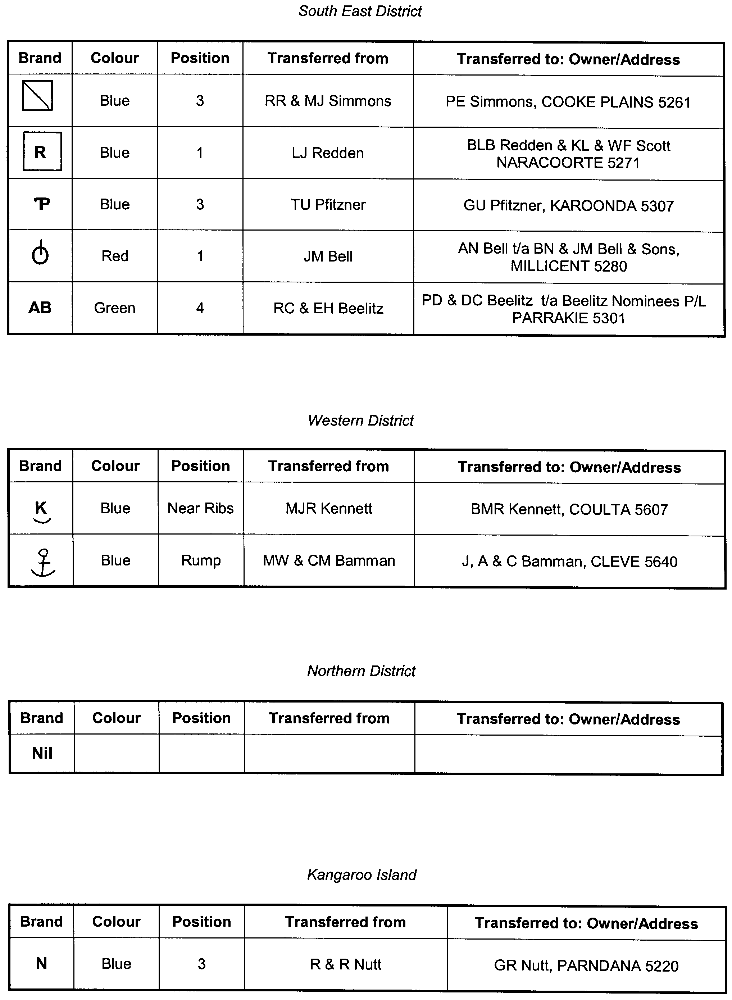 South East District
Brand Colour Position Transferred from Transferred to: Owner/Address
Blue 3 RR & MJ Simmons PE Simmons, COOKE PLAINS 5261
R Blue 1 LJ Redden BLB Redden & KL & WF Scott
NARACOORTE 5271
P Blue 3 TU Pfitzner GU Pfitzner, KAROONDA 5307
Red 1 JM Bell AN Bell t/a BN & JM Bell & Sons,
MILLICENT 5280
AB Green 4 RC & EH Beelitz PD & DC Beelitz t/a Beelitz Nominees P/L
PARRAKIE 5301
Western District
Brand Colour Position Transferred from Transferred to: Owner/Address
K Blue Near Ribs MJR Kennett BMR Kennett, COULTA 5607
Blue Rump MW & CM Bamman J, A & C Bamman, CLEVE 5640
Northern District
Brand Colour Position Transferred from Transferred to: Owner/Address
Nil
Kangaroo Island
Brand Colour Position Transferred from Transferred to: Owner/Address
N Blue 3 R & R Nutt GR Nutt, PARNDANA 5220